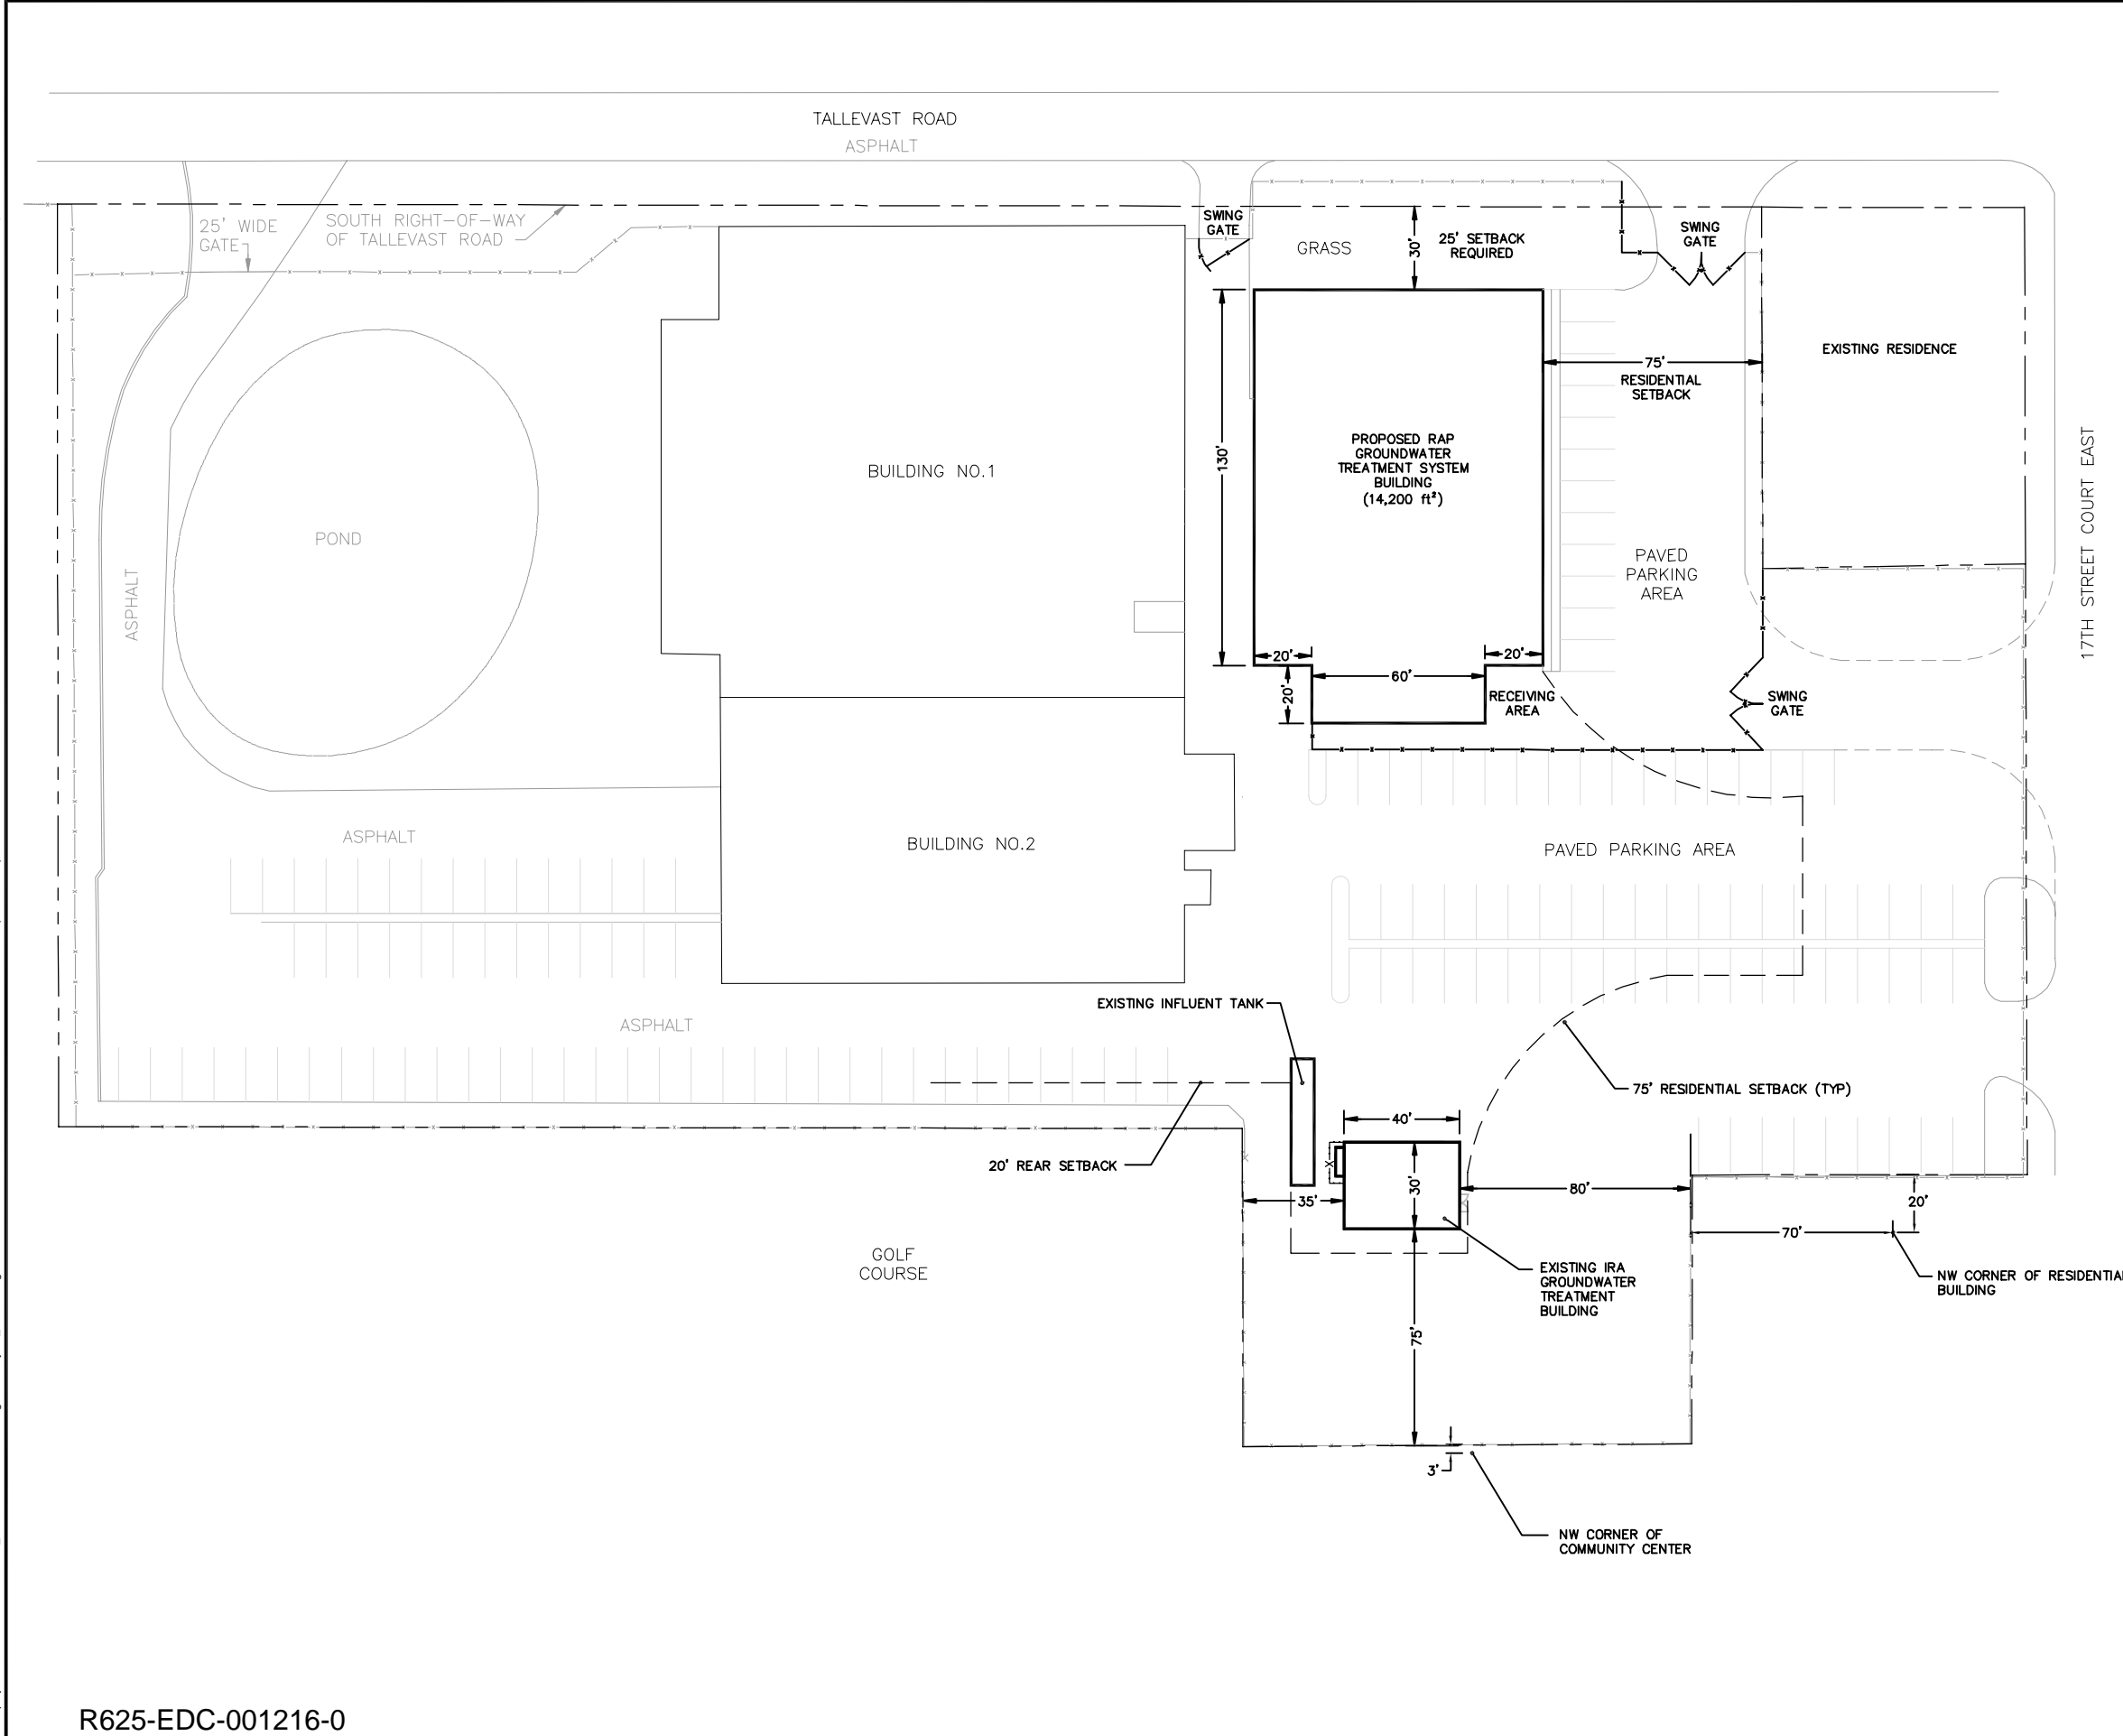 TALLEVAST ROAD
ASPHALT
25' WIDE
GATE
SOUTH RIGHT-OF-WAY
OF TALLEVAST ROAD
SWING
GATE
GRASS
30'
25' SETBACK
REQUIRED
SWING
GATE
EXISTING RESIDENCE
75'
RESIDENTIAL
SETBACK
130'
PROPOSED RAP
GROUNDWATER
TREATMENT SYSTEM
BUILDING
(14,200 ft²)
BUILDING NO.1
POND
ASPHALT
PAVED
PARKING
AREA
17TH STREET COURT EAST
20'
20'
20'
60'
RECEIVING
AREA
SWING
GATE
ASPHALT
BUILDING NO.2
PAVED PARKING AREA
EXISTING INFLUENT TANK
ASPHALT
75' RESIDENTIAL SETBACK (TYP)
40'
20' REAR SETBACK
30'
35'
80'
20'
70'
GOLF
COURSE
EXISTING IRA
GROUNDWATER
TREATMENT
BUILDING
NW CORNER OF RESIDENTIAL
BUILDING
75'
3'
NW CORNER OF
COMMUNITY CENTER
R625-EDC-001216-0